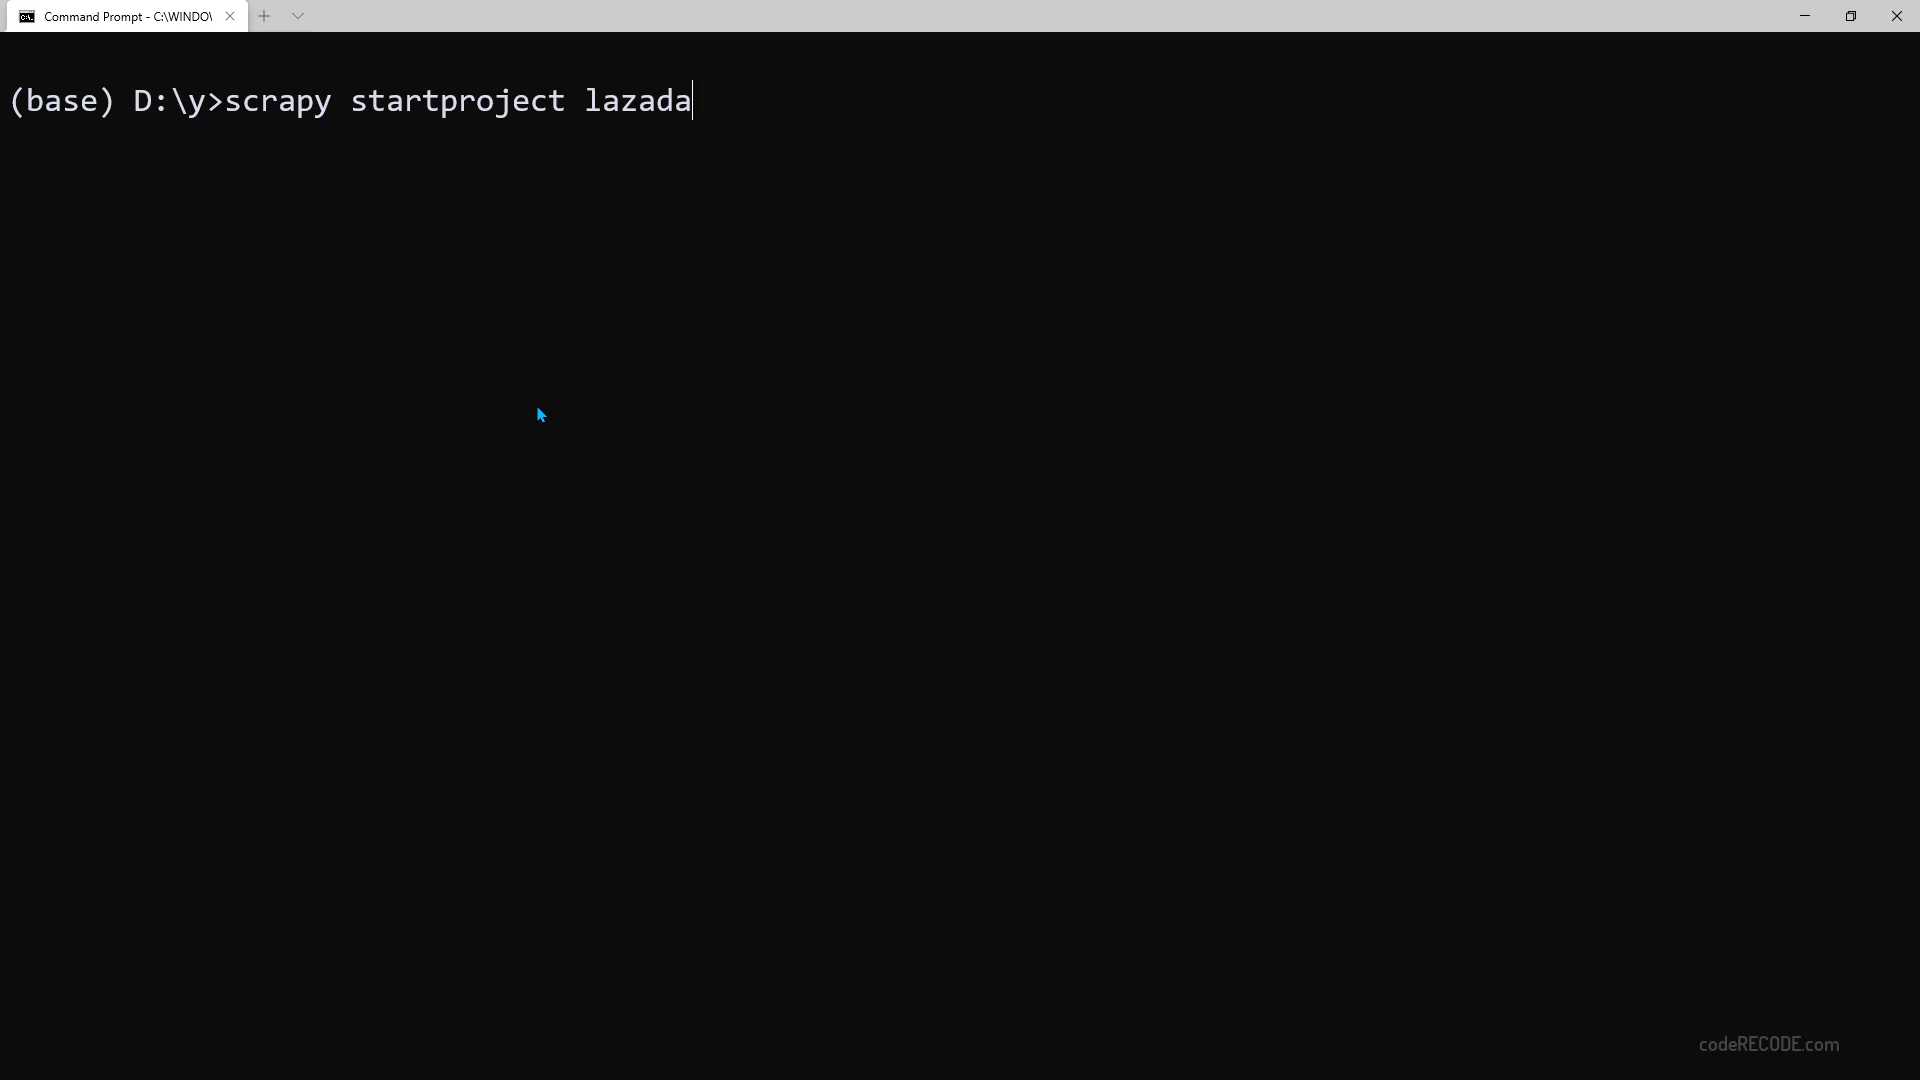 Command Prompt - C:\WINDO\
(base) D:\y>scrapy startproject lazada
codeRECODE.com